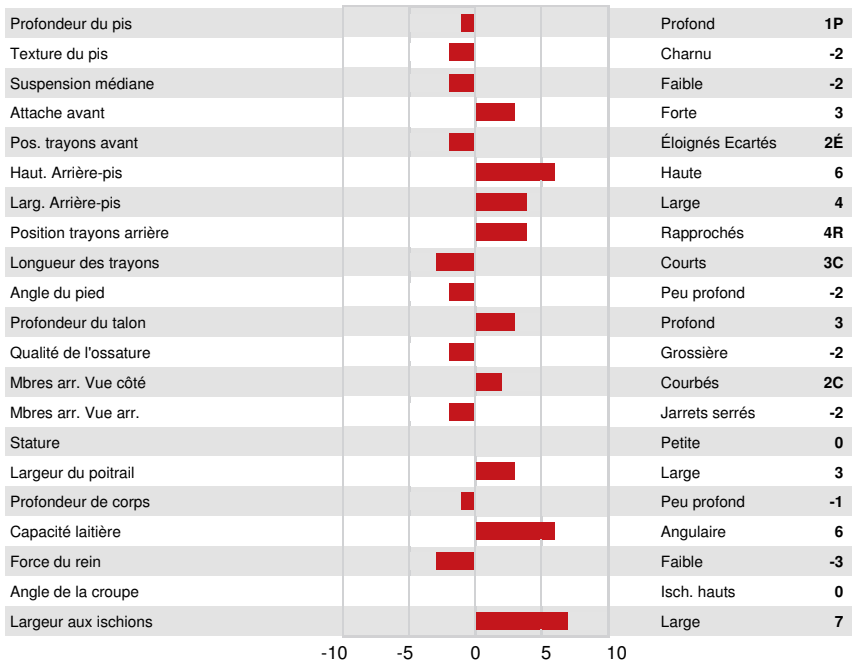 Profondeur du pis Profond 1P
Texture du pis Charnu -2
Suspension médiane Faible -2
Attache avant Forte 3
Pos. trayons avant Éloignés Ecartés 2É
Haut. Arrière-pis Haute 6
Larg. Arrière-pis Large 4
Position trayons arrière Rapprochés 4R
Longueur des trayons Courts 3C
Angle du pied Peu profond -2
Profondeur du talon Profond 3
Qualité de l'ossature Grossière -2
Mbres arr. Vue côté Courbés 2C
Mbres arr. Vue arr. Jarrets serrés -2
Stature Petite 0
Largeur du poitrail Large 3
Profondeur de corps Peu profond -1
Capacité laitière Angulaire 6
Force du rein Faible -3
Angle de la croupe Isch. hauts 0
Largeur aux ischions Large 7
-10 -5 0 5 10